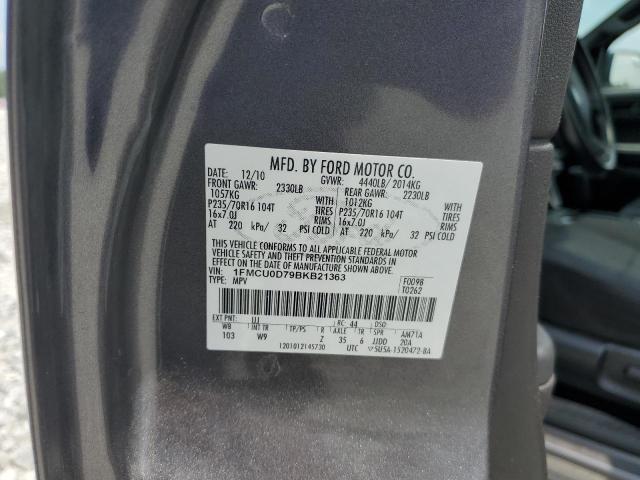 MFD. BY FORD MOTOR CO.
DATE: 12/10 GVWR: 4440LB/ 2014KG
FRONT GAWR: 2330LB REAR GAWR: 2230LB
1057KG WITH 1012KG WITH
P235/70R16 104T TIRES P235/70R16 104T TIRES
16x7.0J RIMS 16x7.0J RIMS
AT 220 kPa/ 32 PSI COLD AT 220 kPa/ 32 PSI COLD
THIS VEHICLE CONFORMS TO ALL APPLICABLE FEDERAL MOTOR
VEHICLE SAFETY AND THEFT PREVENTION STANDARDS IN
EFFECT ON THE DATE OF MANUFACTURE SHOWN ABOVE.
VIN: 1FMCU0D79BKB21363 F0098
TYPE: MPV T0262
EXT PNT: UJ RC: 44 DSO:
WB INT TR TP/PS R AXLE TR SPR AM71A
103 W9 Z 35 6 JJDD 20A
1201012145730 UTC 5U5A-1520472-BA